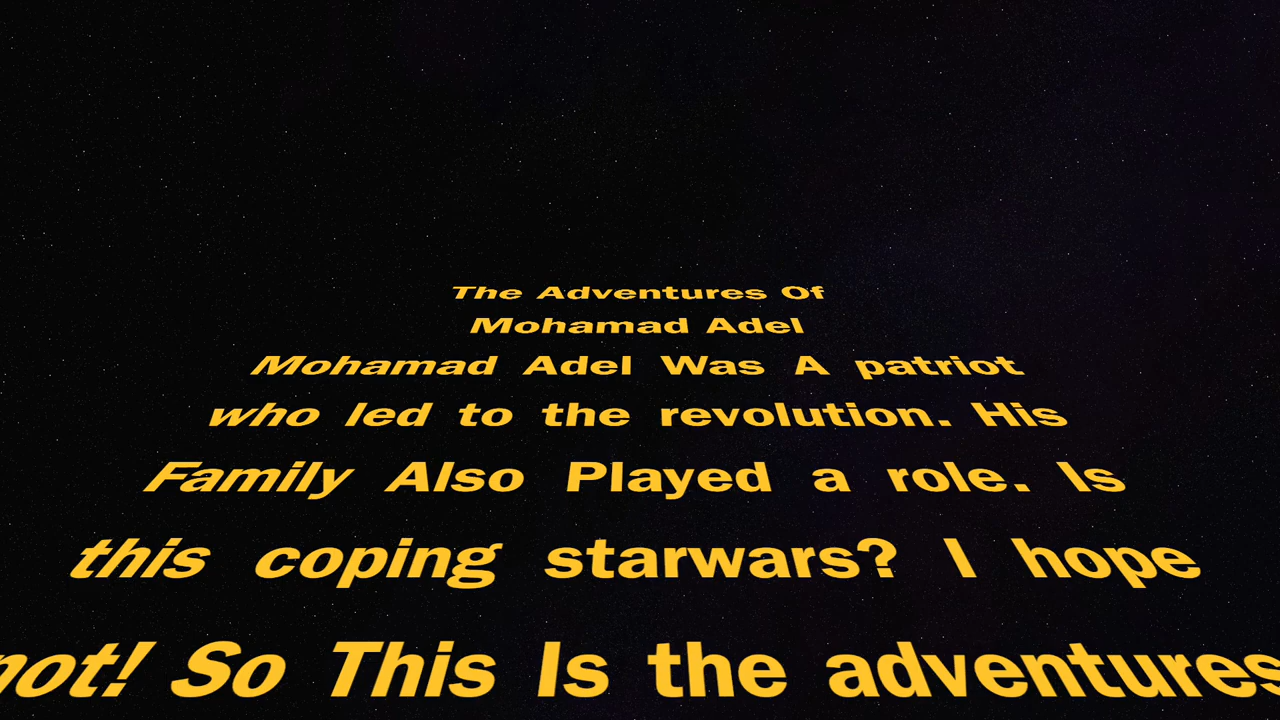 The Adventures Of
Mohamad Adel
Mohamad Adel Was A patriot
who led to the revolution. His
Family Also Played a role. Is
this coping starwars? I hope
not! So This Is the adventures